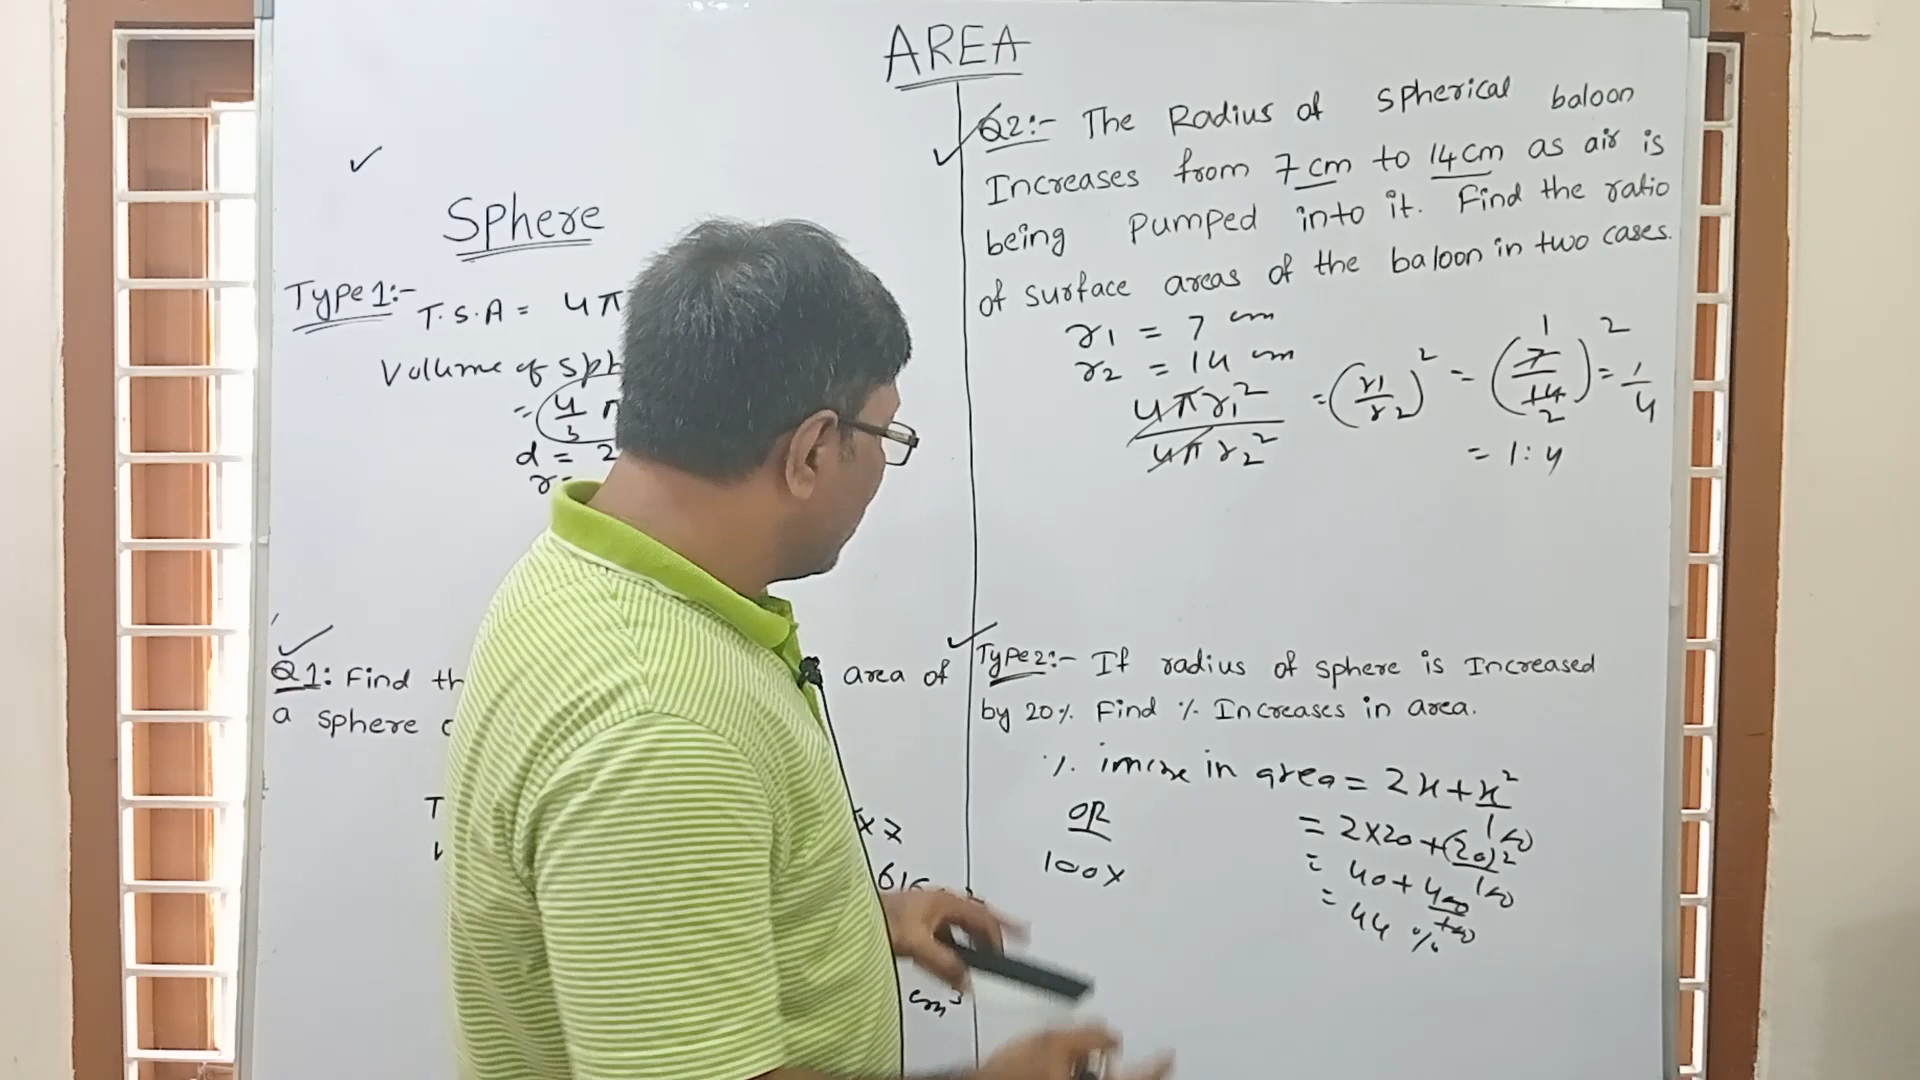 AREA
✓
Sphere
Type1:-
T.S.A = 4π
Volume of Sph
= 4/3 π
d = 2
r =
✓ Q1: Find th area of
a sphere
T
x 7
cm³
✓ Q2:- The Radius of spherical baloon
Increases from 7 cm to 14 cm as air is
being Pumped into it. Find the ratio
of surface areas of the baloon in two cases.
r1 = 7 cm
r2 = 14 cm
4πr1²/4πr2² = (r1/r2)² = (7/14)² = 1/4
1
2
= 1:4
✓ Type2:- If radius of sphere is Increased
by 20% Find % Increases in area.
% in area = 2x + x²/100
= 2x20 + (20)²/100
= 40 + 400/100
= 44 %
OR
100x